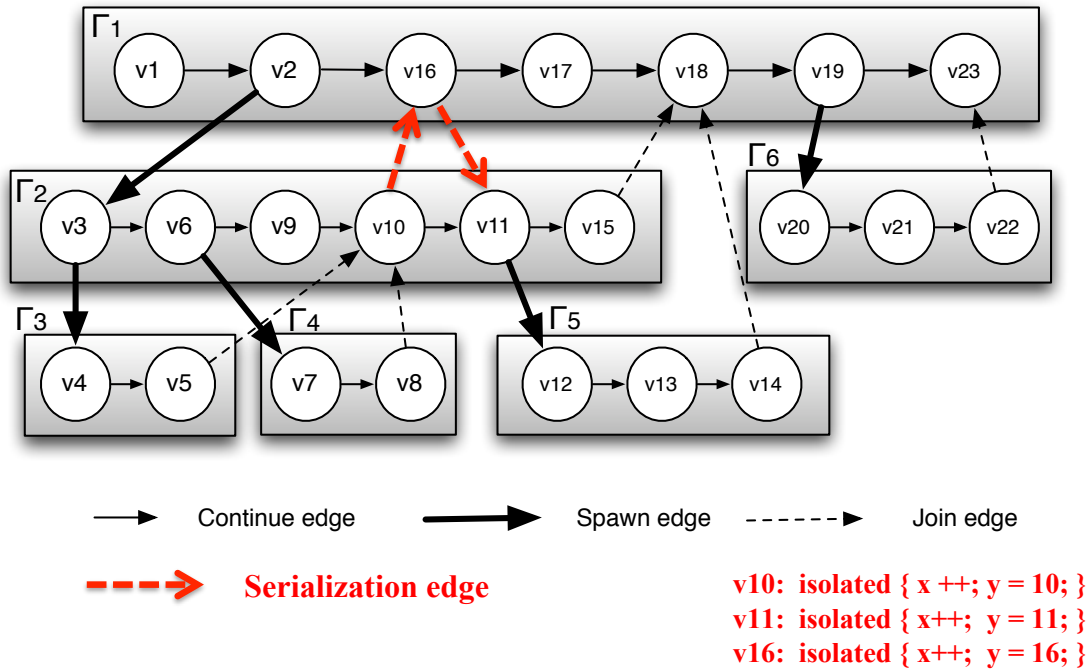 Γ1
v1 v2 v16 v17 v18 v19 v23
Γ2
v3 v6 v9 v10 v11 v15
Γ6
v20 v21 v22
Γ3
v4 v5
Γ4
v7 v8
Γ5
v12 v13 v14
Continue edge Spawn edge Join edge
Serialization edge
v10: isolated { x ++; y = 10; }
v11: isolated { x++; y = 11; }
v16: isolated { x++; y = 16; }